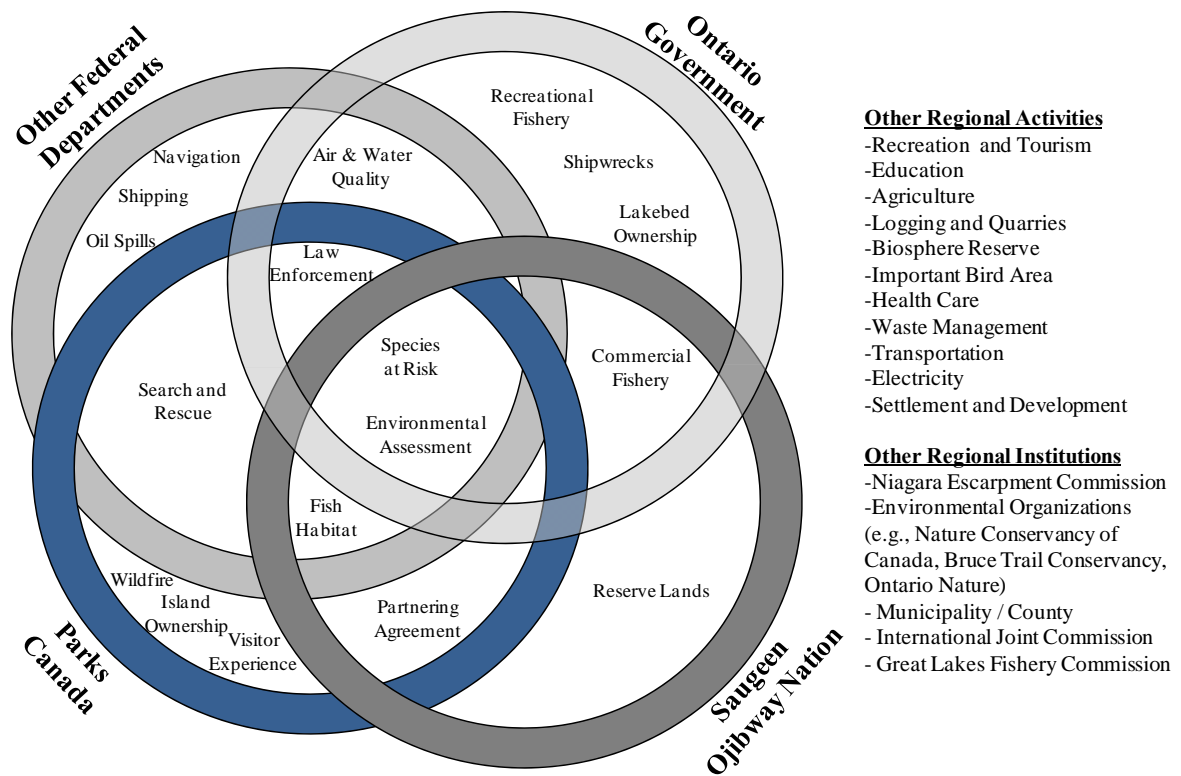 Other Federal
Departments
Ontario
Government
Recreational
Fishery
Shipwrecks
Lakebed
Ownership
Navigation
Shipping
Oil Spills
Air & Water
Quality
Law
Enforcement
Species
at Risk
Commercial
Fishery
Search and
Rescue
Environmental
Assessment
Fish
Habitat
Wildfire
Island
Ownership
Visitor
Experience
Partnering
Agreement
Reserve Lands
Parks
Canada
Saugeen
Ojibway Nation
Other Regional Activities
-Recreation and Tourism
-Education
-Agriculture
-Logging and Quarries
-Biosphere Reserve
-Important Bird Area
-Health Care
-Waste Management
-Transportation
-Electricity
-Settlement and Development
Other Regional Institutions
-Niagara Escarpment Commission
-Environmental Organizations
(e.g., Nature Conservancy of
Canada, Bruce Trail Conservancy,
Ontario Nature)
- Municipality / County
- International Joint Commission
- Great Lakes Fishery Commission